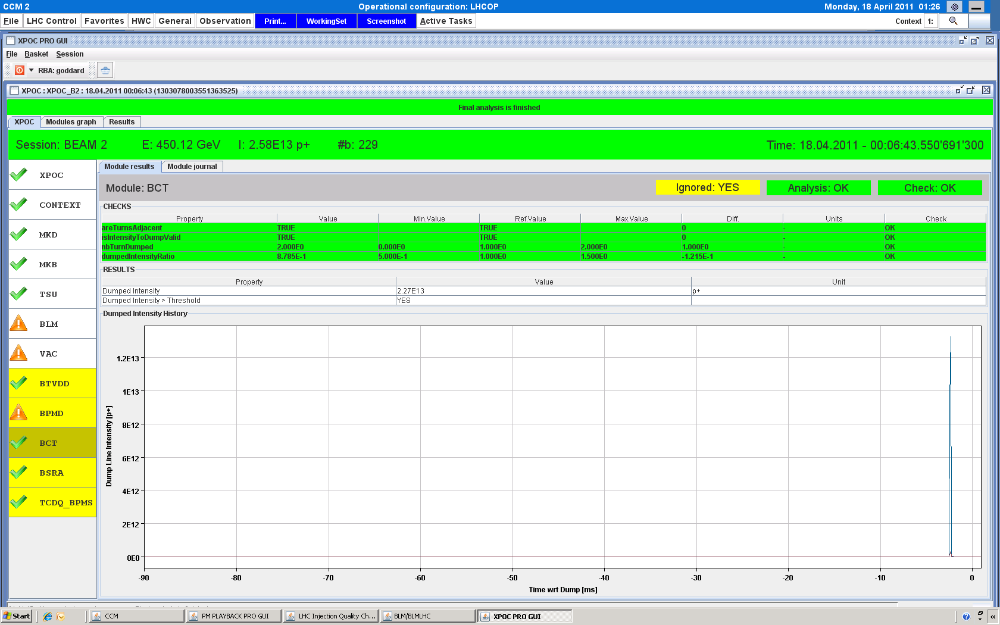 CCM 2 Operational configuration: LHCOP Monday, 18 April 2011 01:26
File LHC Control Favorites HWC General Observation Print... WorkingSet Screenshot Active Tasks Context 1:
XPOC PRO GUI
File Basket Session
RBA: goddard
XPOC : XPOC_B2 : 18.04.2011 00:06:43 (1303078003551363525)
Final analysis is finished
XPOC Modules graph Results
Session: BEAM 2 E: 450.12 GeV I: 2.58E13 p+ #b: 229 Time: 18.04.2011 - 00:06:43.550'691'300
XPOC
CONTEXT
MKD
MKB
TSU
BLM
VAC
BTVDD
BPMD
BCT
BSRA
TCDQ_BPMS
Module results Module journal
Module: BCT Ignored: YES Analysis: OK Check: OK
CHECKS
Property Value Min.Value Ref.Value Max.Value Diff. Units Check
areTurnsAdjacent TRUE TRUE 0 - OK
isIntensityToDumpValid TRUE TRUE 0 - OK
nbTurnDumped 2.000E0 0.000E0 1.000E0 2.000E0 1.000E0 - OK
dumpedIntensityRatio 8.785E-1 5.000E-1 1.000E0 1.500E0 -1.215E-1 - OK
RESULTS
Property Value Unit
Dumped Intensity 2.27E13 p+
Dumped Intensity > Threshold YES
Dumped Intensity History
Dump Line Intensity [p+]
1.2E13
1E13
8E12
6E12
4E12
2E12
0E0
-90 -80 -70 -60 -50 -40 -30 -20 -10 0
Time wrt Dump [ms]
Start CCM PM PLAYBACK PRO GUI LHC Injection Quality Ch... BLM/BLMLHC XPOC PRO GUI